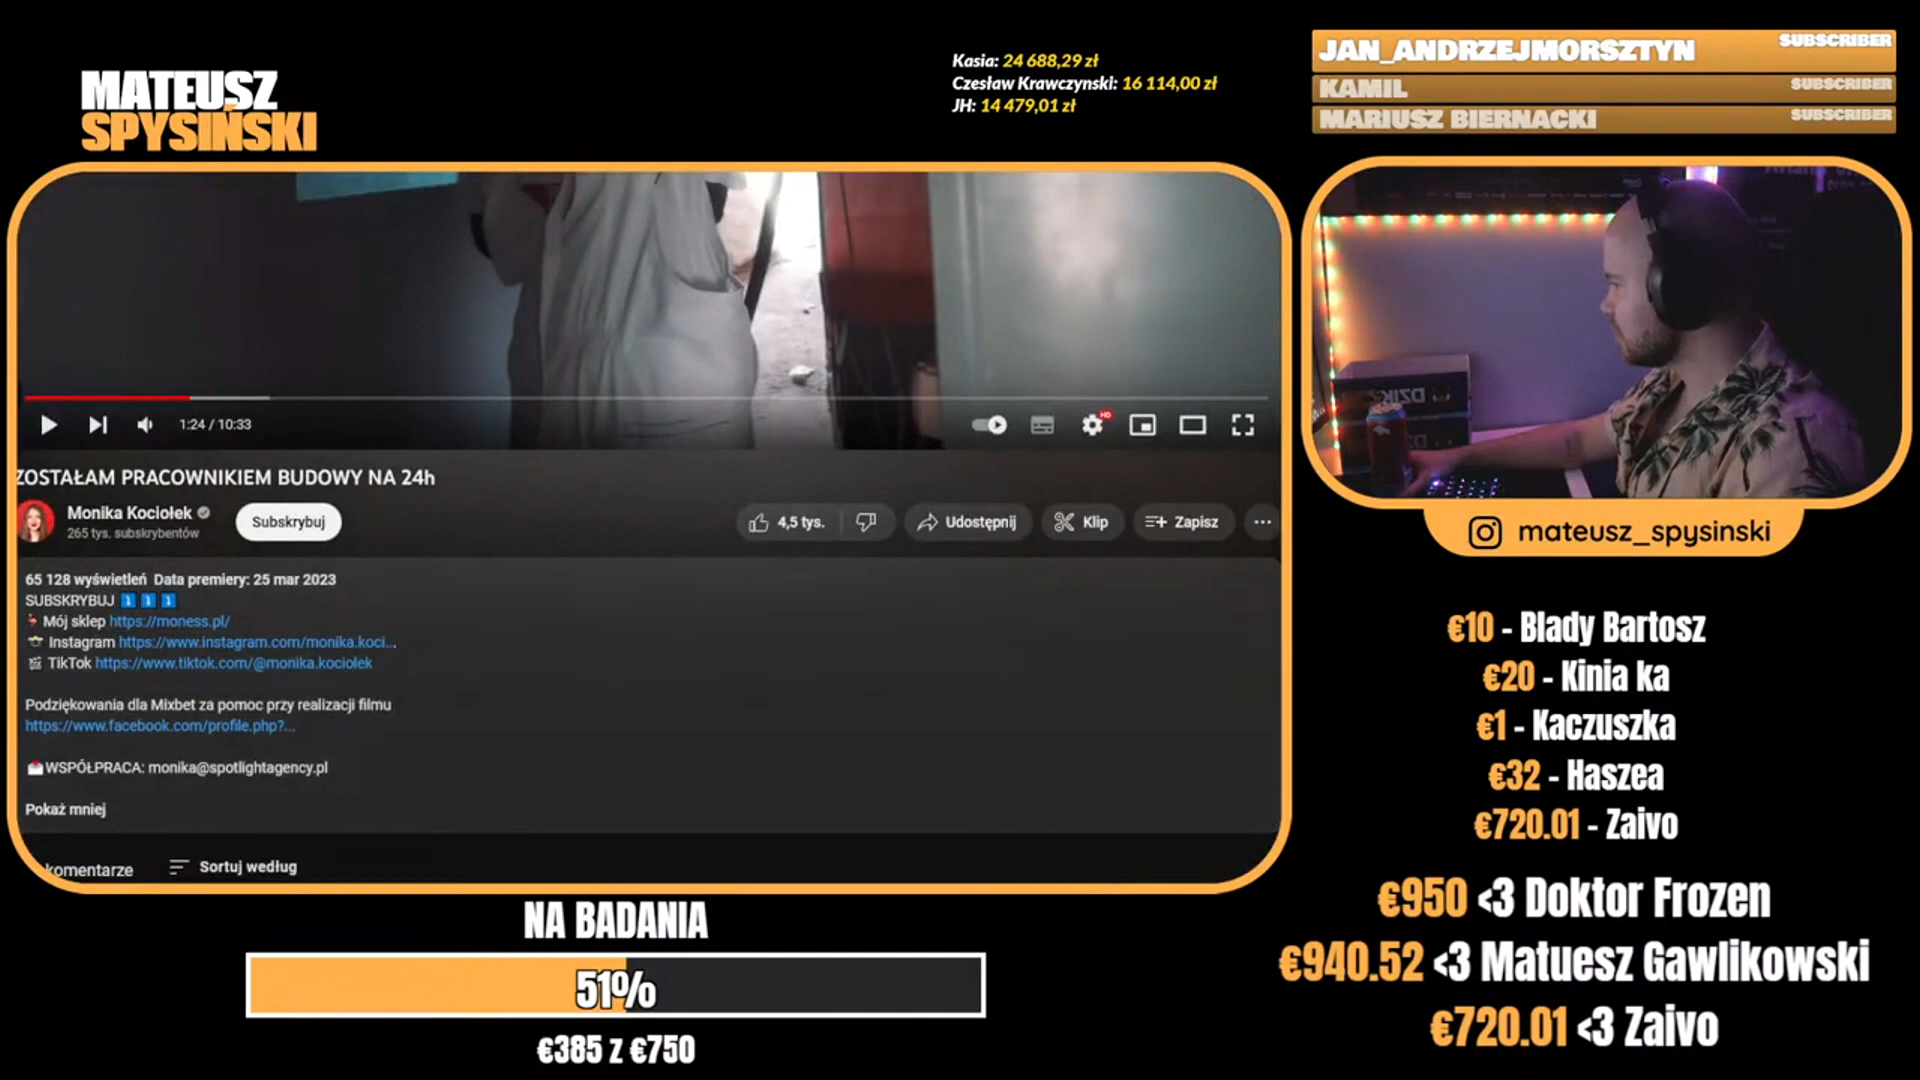 MATEUSZ
SPYSIŃSKI
Kasia: 24 688,29 zł
Czesław Krawczynski: 16 114,00 zł
JH: 14 479,01 zł
JAN_ANDRZEJMORSZTYN SUBSCRIBER
KAMIL SUBSCRIBER
MARIUSZ BIERNACKI SUBSCRIBER
1:24 / 10:33
HD
ZOSTAŁAM PRACOWNIKIEM BUDOWY NA 24h
Monika Kociołek
265 tys. subskrybentów
Subskrybuj
4,5 tys.
Udostępnij
Klip
Zapisz
65 128 wyświetleń Data premiery: 25 mar 2023
SUBSKRYBUJ
Mój sklep https://moness.pl/
Instagram https://www.instagram.com/monika.koci...
TikTok https://www.tiktok.com/@monika.kociolek
Podziękowania dla Mixbet za pomoc przy realizacji filmu
https://www.facebook.com/profile.php?...
WSPÓŁPRACA: monika@spotlightagency.pl
Pokaż mniej
komentarze
Sortuj według
DZIK
mateusz_spysinski
€10 - Blady Bartosz
€20 - Kinia ka
€1 - Kaczuszka
€32 - Haszea
€720.01 - Zaivo
€950 <3 Doktor Frozen
€940.52 <3 Matuesz Gawlikowski
€720.01 <3 Zaivo
NA BADANIA
51%
€385 z €750